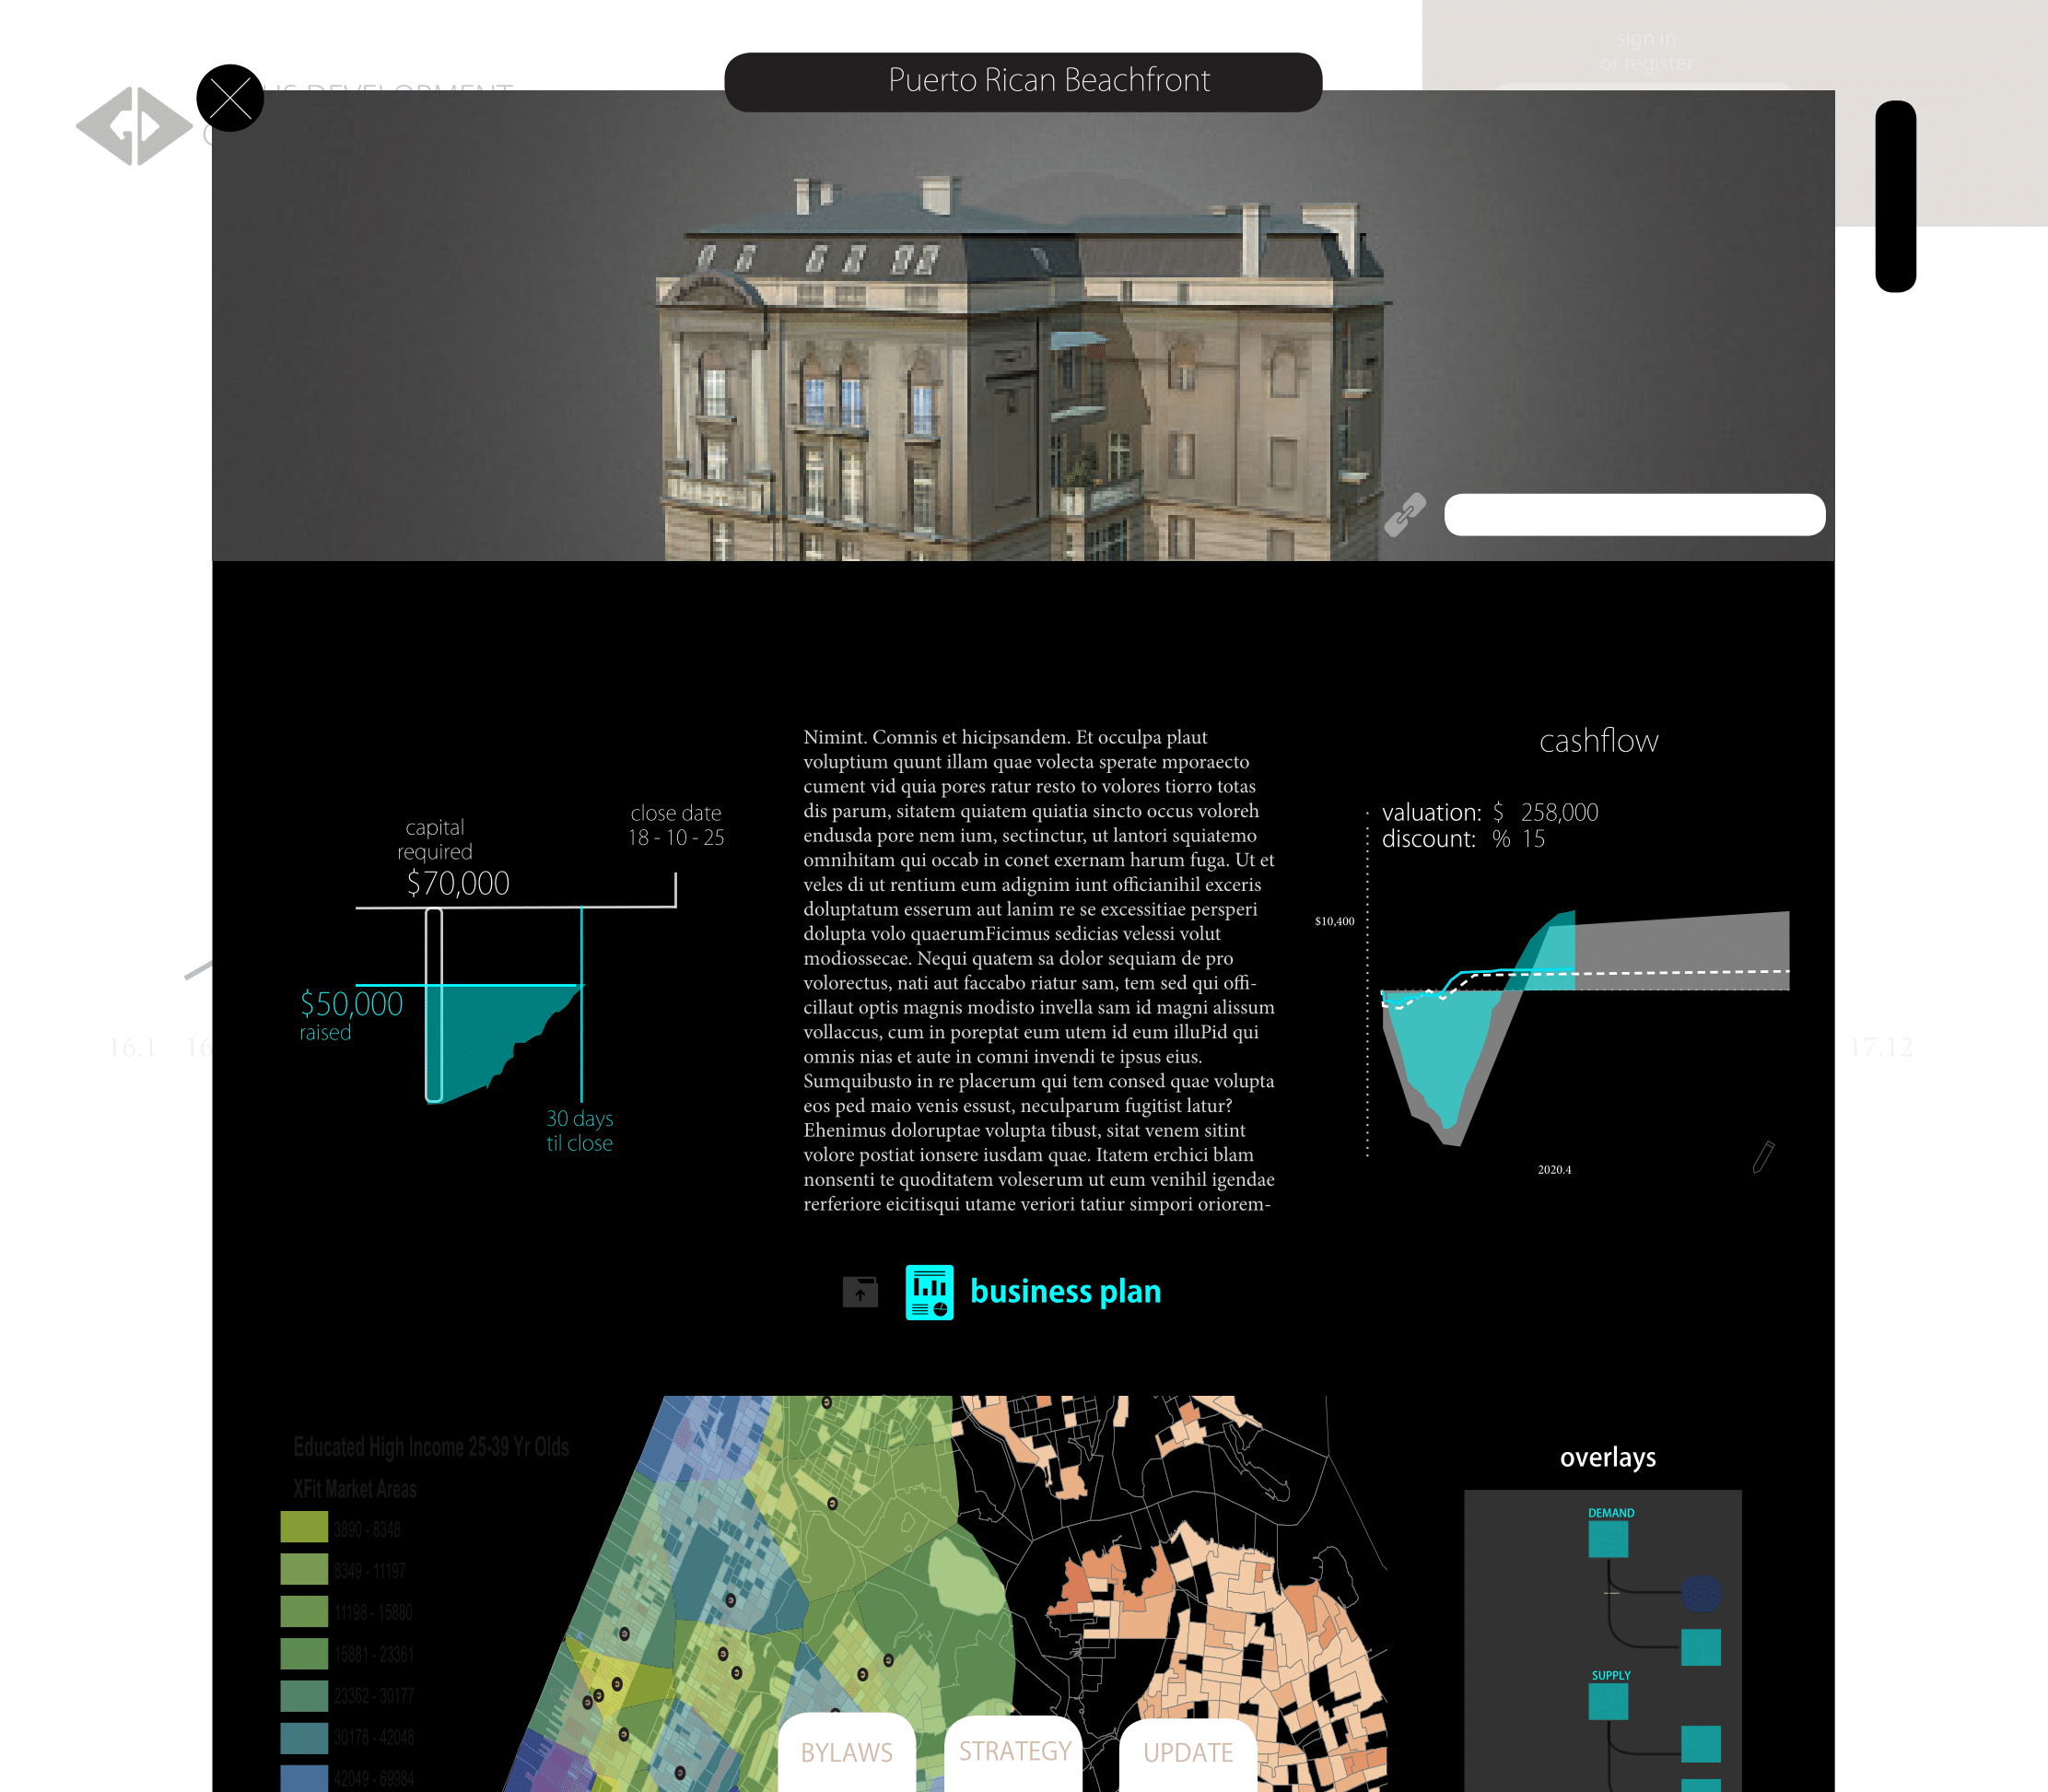 sign in
or register
Puerto Rican Beachfront
DEVELOPMENT
capital
required
$70,000
close date
18 - 10 - 25
$50,000
raised
30 days
til close
16.1
16
Nimint. Comnis et hicipsandem. Et occulpa plaut
voluptium quunt illam quae volecta sperate mporaecto
cument vid quia pores ratur resto to volores tiorro totas
dis parum, sitatem quiatem quiatia sincto occus voloreh
endusda pore nem ium, sectinctur, ut lantori squiatemo
omnihitam qui occab in conet exernam harum fuga. Ut et
veles di ut rentium eum adignim iunt officianihil exceris
doluptatum esserum aut lanim re se excessitiae persperi
dolupta volo quaerumFicimus sedicias velessi volut
modiossecae. Nequi quatem sa dolor sequiam de pro
volorectus, nati aut faccabo riatur sam, tem sed qui offi-
cillaut optis magnis modisto invella sam id magni alissum
vollaccus, cum in poreptat eum utem id eum illuPid qui
omnis nias et aute in comni invendi te ipsus eius.
Sumquibusto in re placerum qui tem consed quae volupta
eos ped maio venis essust, neculparum fugitist latur?
Ehenimus doloruptae volupta tibust, sitat venem sitint
volore postiat ionsere iusdam quae. Itatem erchici blam
nonsenti te quoditatem voleserum ut eum venihil igendae
rerferiore eicitisqui utame veriori tatiur simpori oriorem-
cashflow
valuation: $ 258,000
discount: % 15
$10,400
2020.4
17.12
business plan
Educated High Income 25-39 Yr Olds
XFit Market Areas
3890 - 8348
8349 - 11197
11198 - 15880
15881 - 23361
23362 - 30177
30178 - 42048
42049 - 69984
overlays
DEMAND
SUPPLY
BYLAWS
STRATEGY
UPDATE